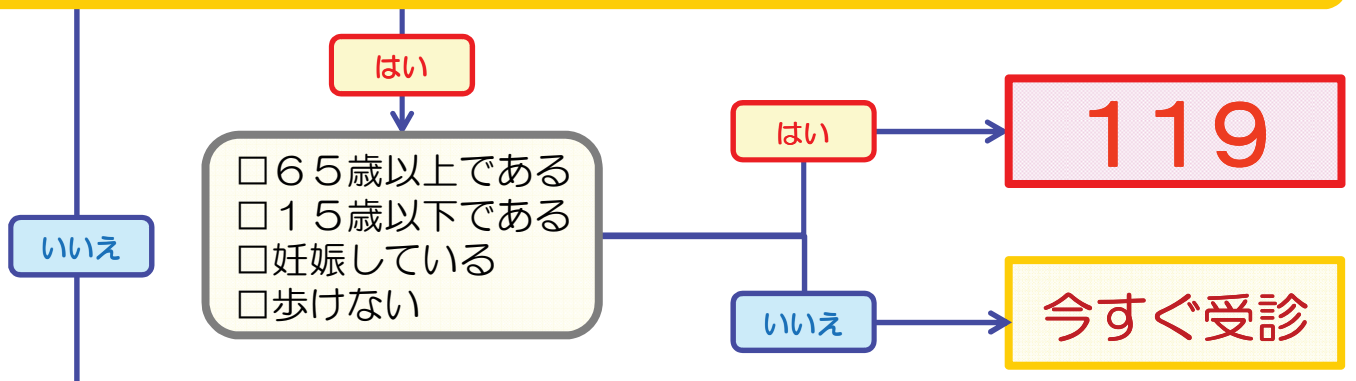 はい
□６５歳以上である
□１５歳以下である
□妊娠している
□歩けない
いいえ
はい
１１９
いいえ
今すぐ受診